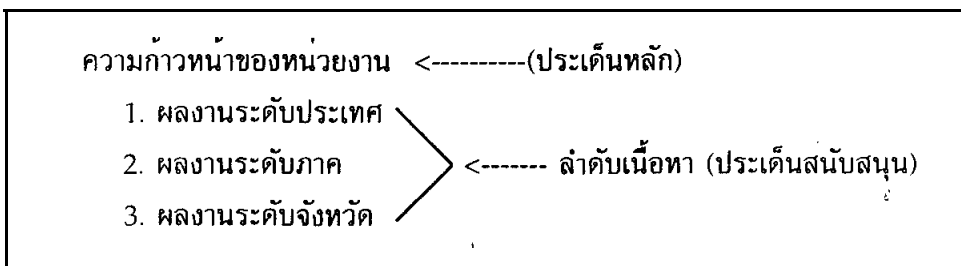 ความก้าวหน้าของหน่วยงาน <----------(ประเด็นหลัก)
1. ผลงานระดับประเทศ
2. ผลงานระดับภาค <------- ลำดับเนื้อหา (ประเด็นสนับสนุน)
3. ผลงานระดับจังหวัด